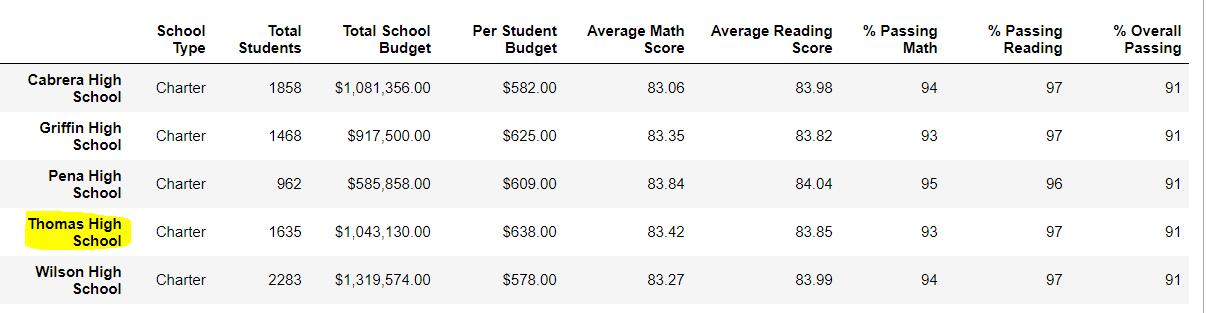 School Type Total Students Total School Budget Per Student Budget Average Math Score Average Reading Score % Passing Math % Passing Reading % Overall Passing
Cabrera High School Charter 1858 $1,081,356.00 $582.00 83.06 83.98 94 97 91
Griffin High School Charter 1468 $917,500.00 $625.00 83.35 83.82 93 97 91
Pena High School Charter 962 $585,858.00 $609.00 83.84 84.04 95 96 91
Thomas High School Charter 1635 $1,043,130.00 $638.00 83.42 83.85 93 97 91
Wilson High School Charter 2283 $1,319,574.00 $578.00 83.27 83.99 94 97 91